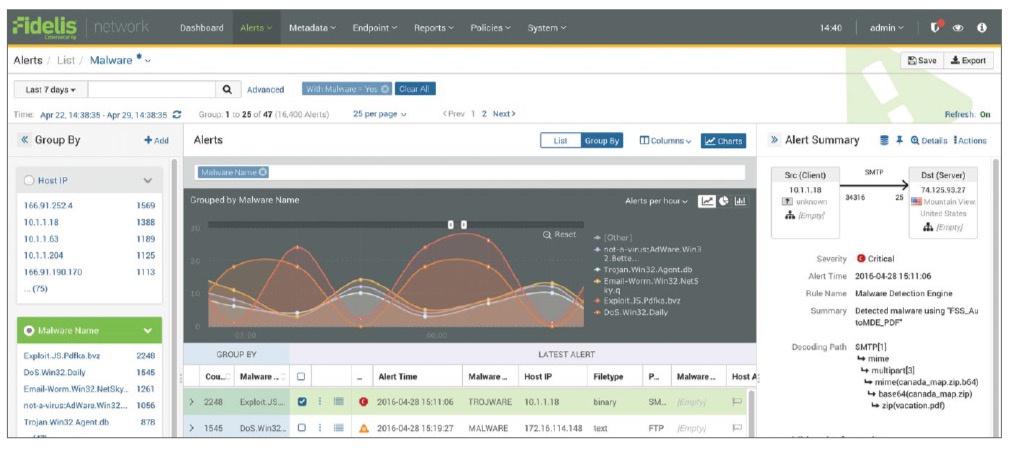 Fidelis Cybersecurity network Dashboard Alerts Metadata Endpoint Reports Policies System 14:40 admin
Alerts / List / Malware * Save Export
Last 7 days Advanced With Malware = Yes Clear All
Time: Apr 22, 14:38:35 - Apr 29, 14:38:35 Group: 1 to 25 of 47 (16,400 Alerts) 25 per page <Prev 1 2 Next> Refresh: On
Group By + Add
Host IP
166.91.252.4 1569
10.1.1.18 1388
10.1.1.63 1189
10.1.1.204 1125
166.91.190.170 1113
... (75)
Malware Name
Exploit.JS.Pdfka.bvz 2248
DoS.Win32.Daily 1545
Email-Worm.Win32.NetSky... 1261
not-a-virus:AdWare.Win32... 1056
Trojan.Win32.Agent.db 878
Alerts List Group By Columns Charts
Malware Name
Grouped by Malware Name Alerts per hour
Reset
30
20
10
0
03:00 06:00
[Other]
not-a-virus:AdWare.Win3
2.Bette...
Trojan.Win32.Agent.db
Email-Worm.Win32.NetS
ky.q
Exploit.JS.Pdfka.bvz
DoS.Win32.Daily
GROUP BY LATEST ALERT
Cou... Malware ... ... Alert Time Malware ... Host IP Filetype P... Malware ... Host A
2248 Exploit.JS.... C 2016-04-28 15:11:06 TROJWARE 10.1.1.18 binary SM... [Empty]
1545 DoS.Win32... 2016-04-28 15:19:27 MALWARE 172.16.114.148 text FTP [Empty]
Alert Summary Details Actions
Src (Client) SMTP Dst (Server)
10.1.1.18 74.125.93.27
? unknown 34316 25 Mountain View
[Empty] United States
[Empty]
Severity C Critical
Alert Time 2016-04-28 15:11:06
Rule Name Malware Detection Engine
Summary Detected malware using "FSS_Au
toMDE_PDF"
Decoding Path SMTP[1]
mime
multipart[3]
mime(canada_map.zip.b64)
base64(canada_map.zip)
zip(vacation.pdf)